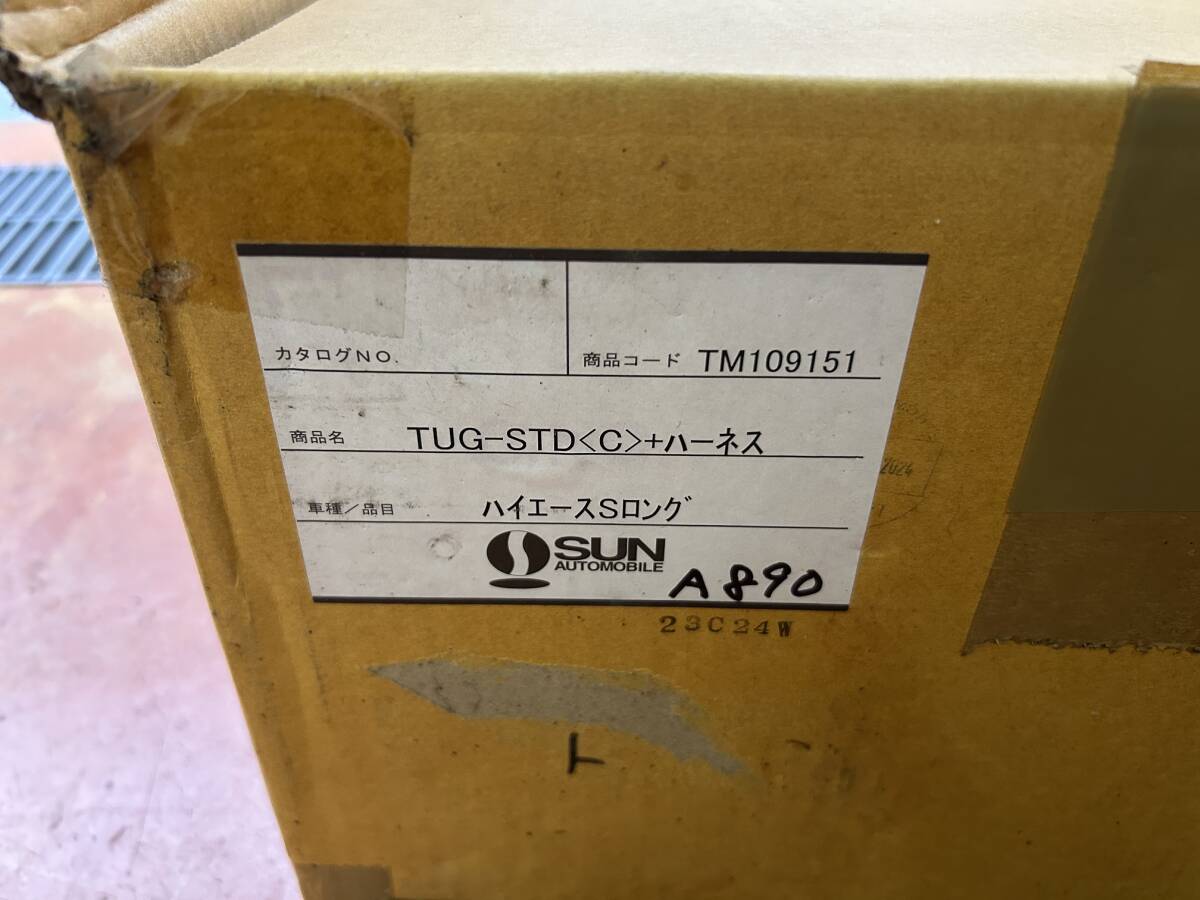 カタログNO.
商品コード TM109151
商品名 TUG-STD<C>+ハーネス
車種/品目 ハイエースSロング
SUN
AUTOMOBILE
A890
23C24W
ト